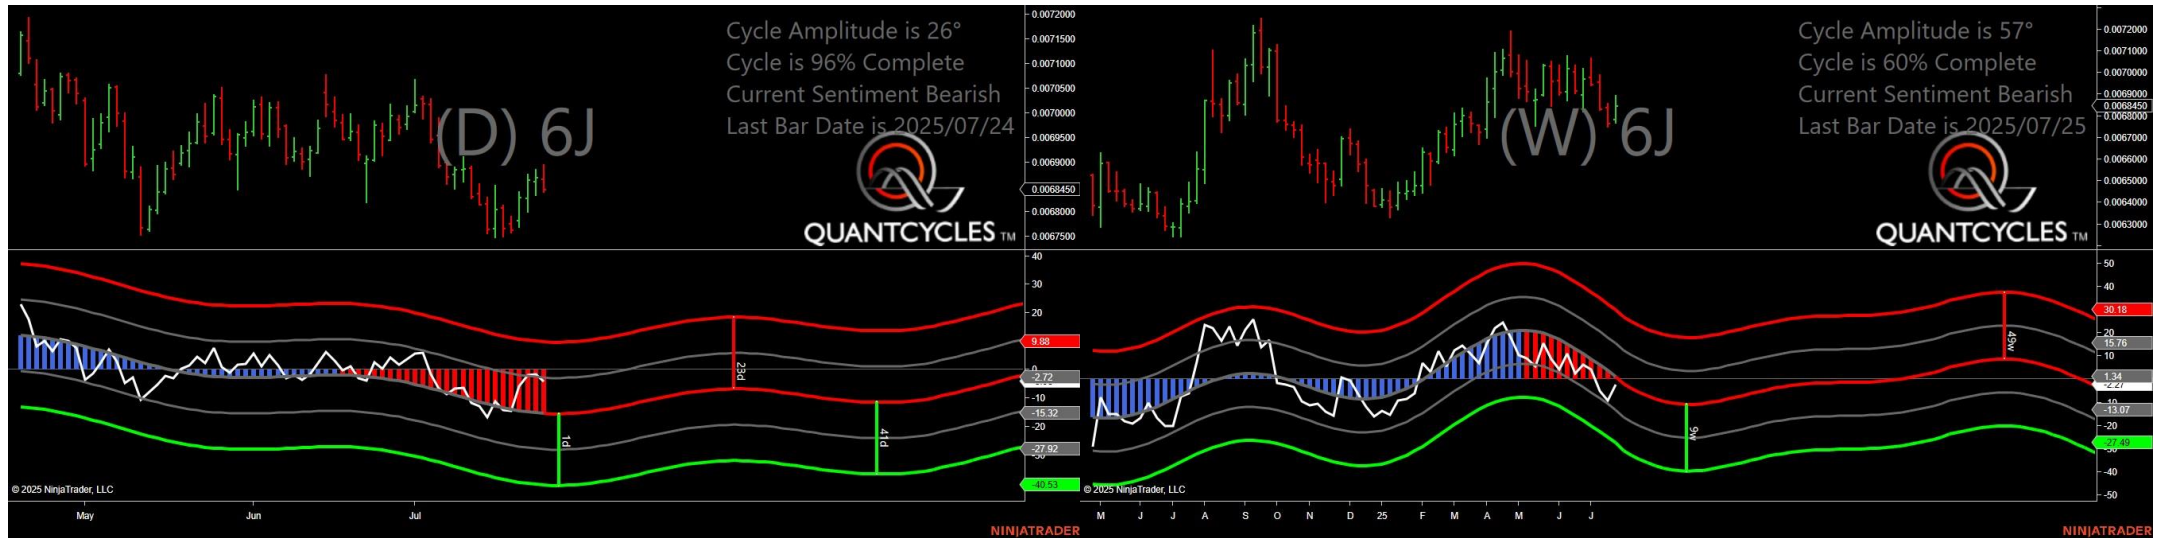 Cycle Amplitude is 26°
Cycle is 96% Complete
Current Sentiment Bearish
Last Bar Date is 2025/07/24
(D) 6J
QUANTCYCLES TM
0.0072000
0.0071500
0.0071000
0.0070500
0.0070000
0.0069500
0.0069000
0.0068450
0.0068000
0.0067500
40
30
20
9.88
0
-2.72
-10
-15.32
-20
-27.92
-40.53
23d
1d
41d
© 2025 NinjaTrader, LLC
May
Jun
Jul
NINJATRADER
Cycle Amplitude is 57°
Cycle is 60% Complete
Current Sentiment Bearish
Last Bar Date is 2025/07/25
(W) 6J
QUANTCYCLES TM
0.0072000
0.0071000
0.0070000
0.0069000
0.0068450
0.0068000
0.0067000
0.0066000
0.0065000
0.0064000
0.0063000
50
40
30.18
20
15.76
10
1.34
-2.27
-13.07
-20
-27.49
-40
-50
49w
9w
© 2025 NinjaTrader, LLC
M
J
J
A
S
O
N
D
25
F
M
A
M
J
J
NINJATRADER